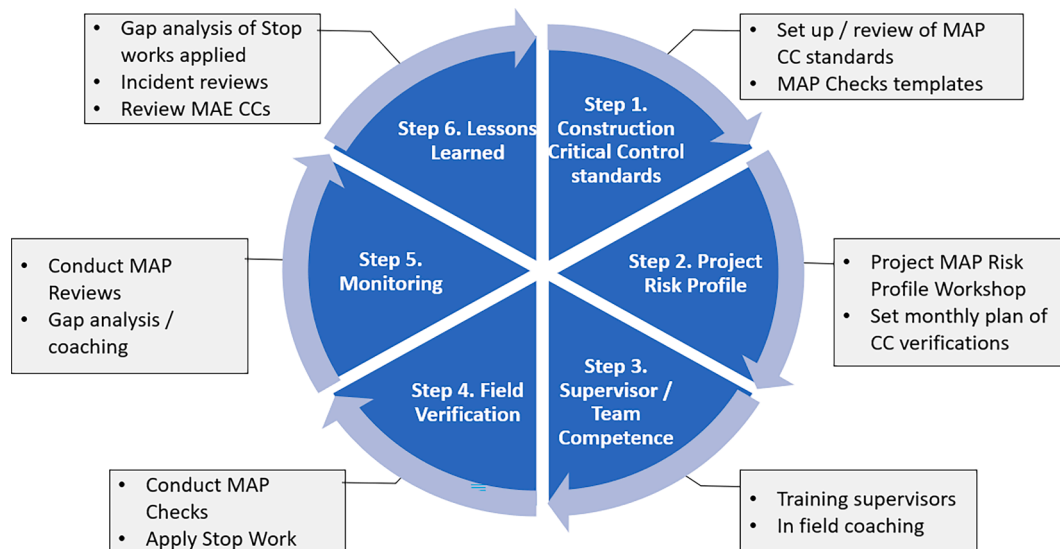 • Gap analysis of Stop
works applied
• Incident reviews
• Review MAE CCs
• Set up / review of MAP
CC standards
• MAP Checks templates
Step 6. Lessons
Learned
Step 1.
Construction
Critical Control
standards
• Conduct MAP
Reviews
• Gap analysis /
coaching
Step 5.
Monitoring
Step 2. Project
Risk Profile
• Project MAP Risk
Profile Workshop
• Set monthly plan of
CC verifications
Step 4. Field
Verification
Step 3.
Supervisor /
Team
Competence
• Conduct MAP
Checks
• Apply Stop Work
• Training supervisors
• In field coaching